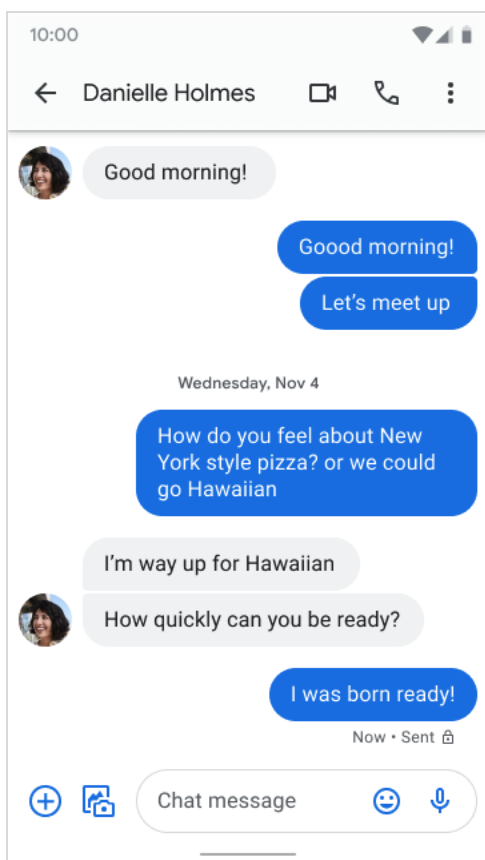 10:00
Danielle Holmes
Good morning!
Goood morning!
Let’s meet up
Wednesday, Nov 4
How do you feel about New
York style pizza? or we could
go Hawaiian
I’m way up for Hawaiian
How quickly can you be ready?
I was born ready!
Now • Sent
Chat message